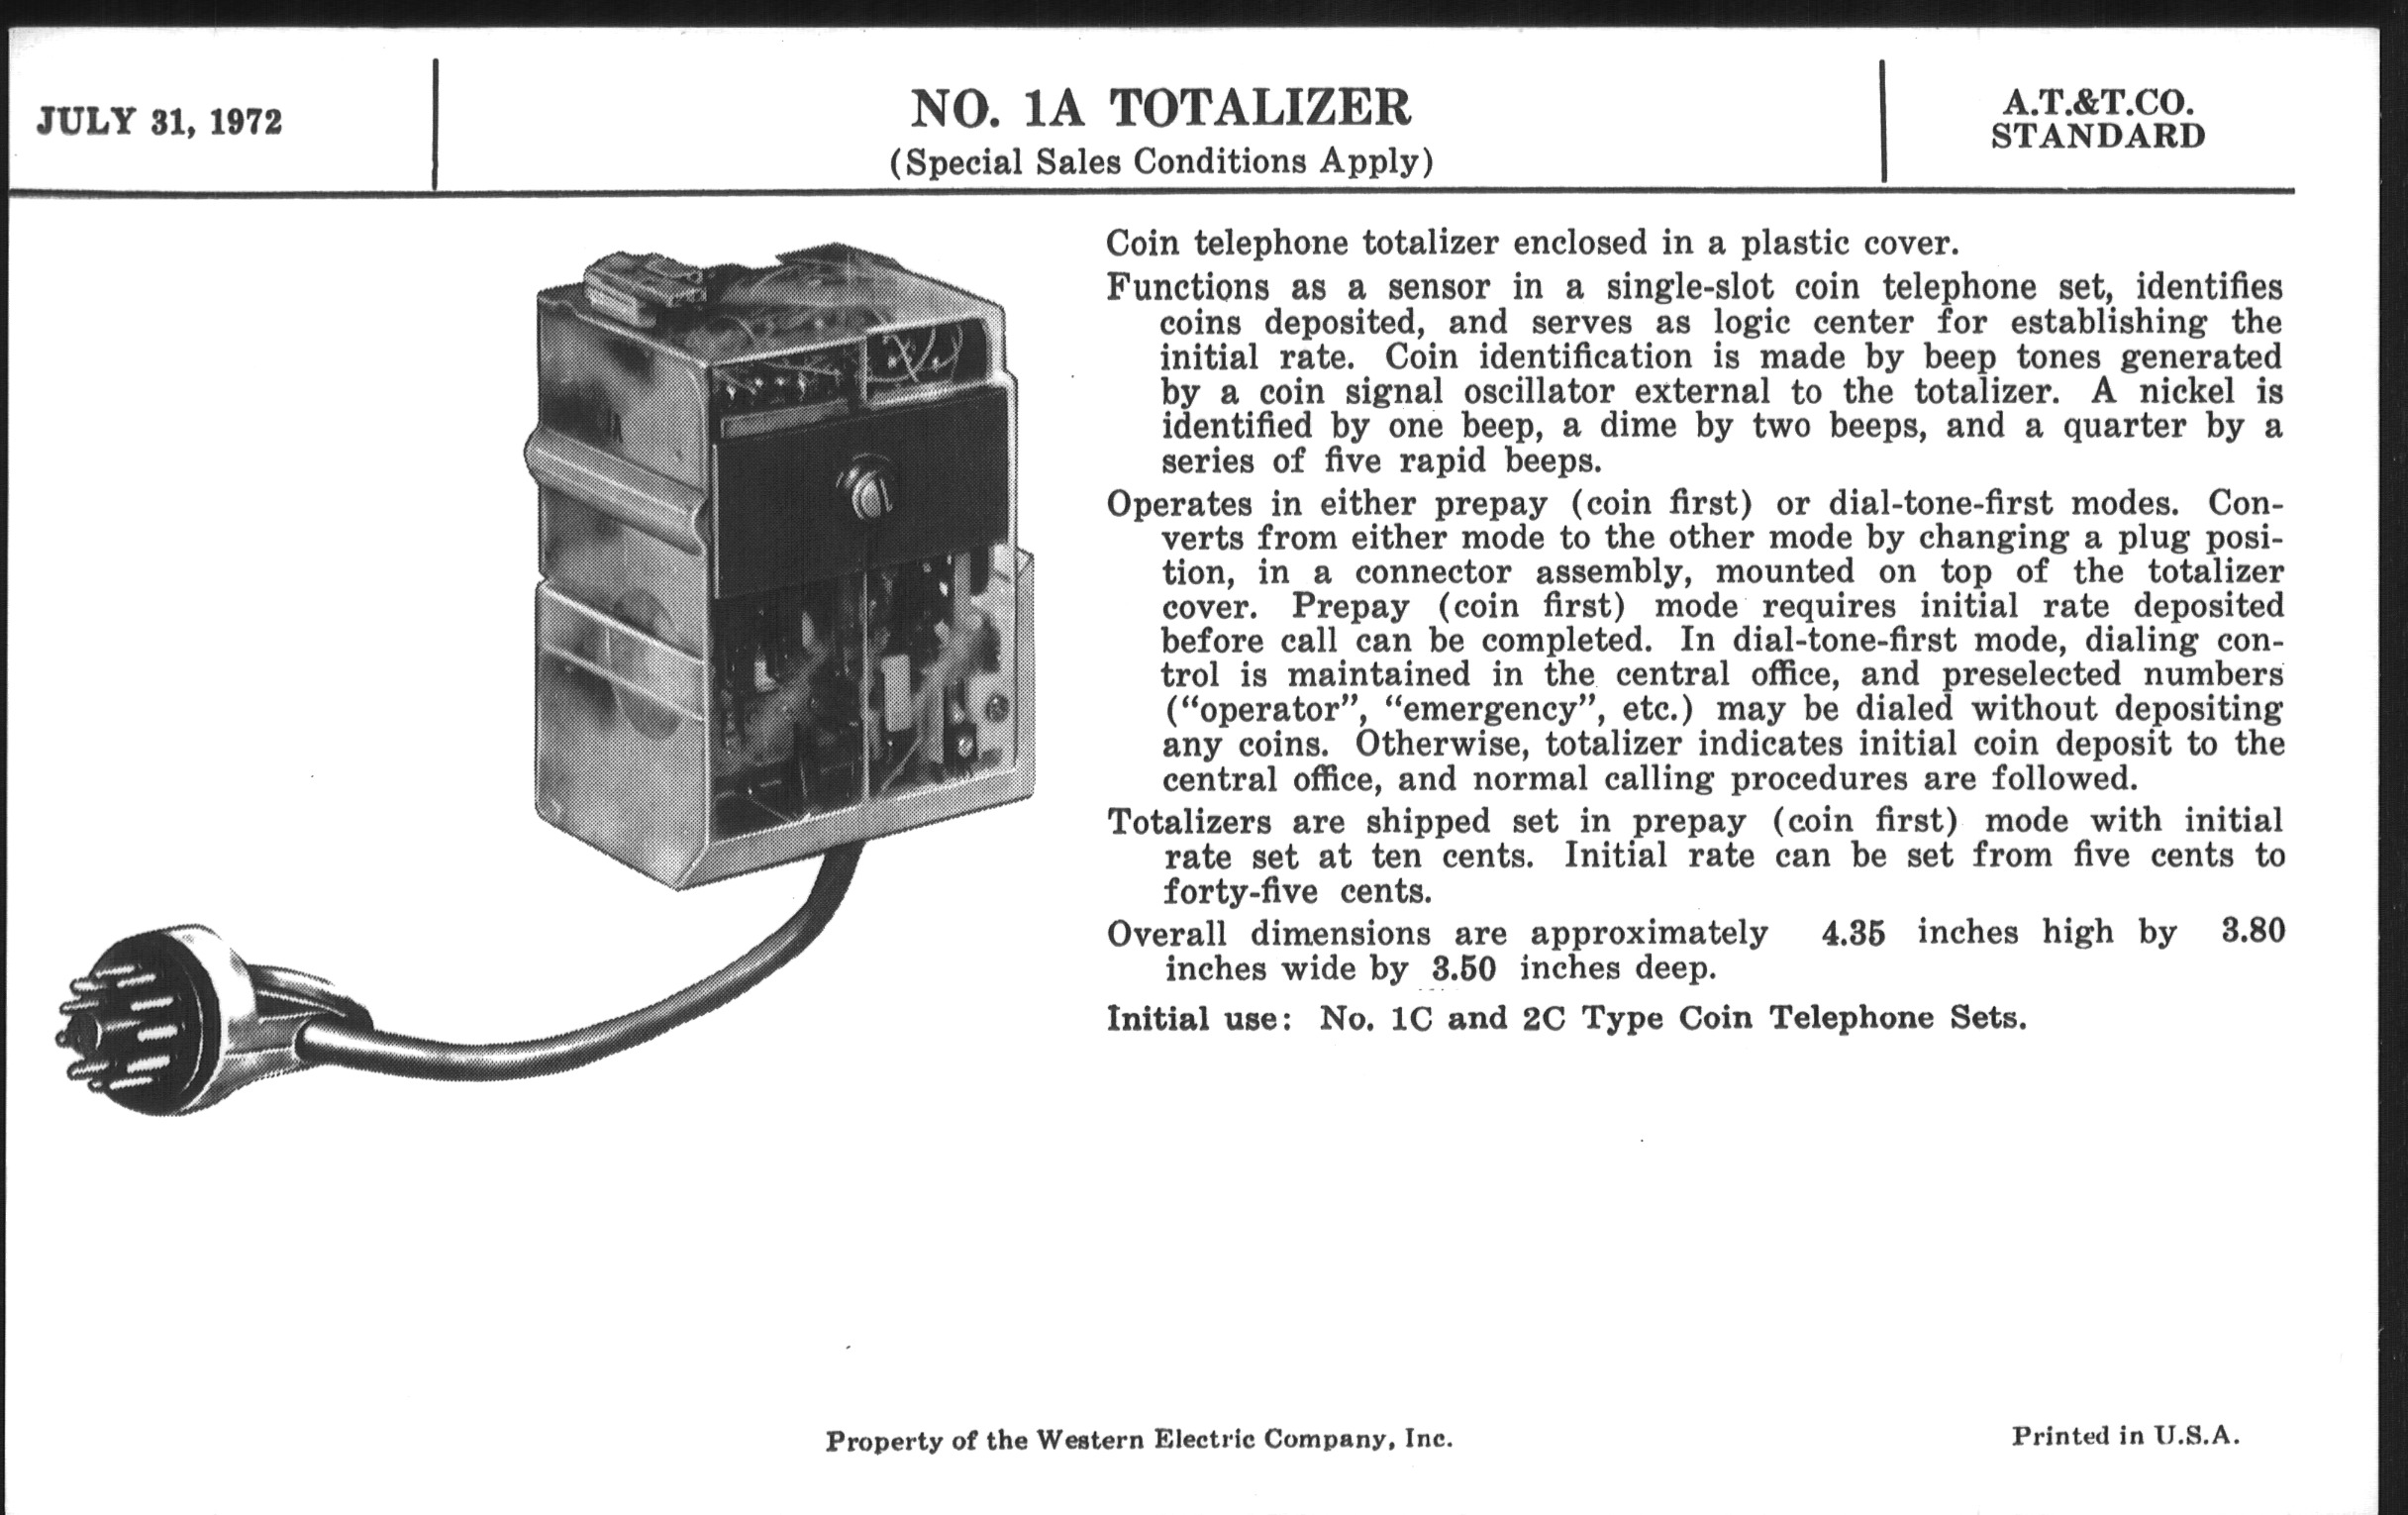 JULY 31, 1972
NO. 1A TOTALIZER
(Special Sales Conditions Apply)
A.T.&T.CO.
STANDARD
Coin telephone totalizer enclosed in a plastic cover.
Functions as a sensor in a single-slot coin telephone set, identifies
coins deposited, and serves as logic center for establishing the
initial rate. Coin identification is made by beep tones generated
by a coin signal oscillator external to the totalizer. A nickel is
identified by one beep, a dime by two beeps, and a quarter by a
series of five rapid beeps.
Operates in either prepay (coin first) or dial-tone-first modes. Con-
verts from either mode to the other mode by changing a plug posi-
tion, in a connector assembly, mounted on top of the totalizer
cover. Prepay (coin first) mode requires initial rate deposited
before call can be completed. In dial-tone-first mode, dialing con-
trol is maintained in the central office, and preselected numbers
(“operator”, “emergency”, etc.) may be dialed without depositing
any coins. Otherwise, totalizer indicates initial coin deposit to the
central office, and normal calling procedures are followed.
Totalizers are shipped set in prepay (coin first) mode with initial
rate set at ten cents. Initial rate can be set from five cents to
forty-five cents.
Overall dimensions are approximately 4.35 inches high by 3.80
inches wide by 3.50 inches deep.
Initial use: No. 1C and 2C Type Coin Telephone Sets.
Property of the Western Electric Company, Inc.
Printed in U.S.A.